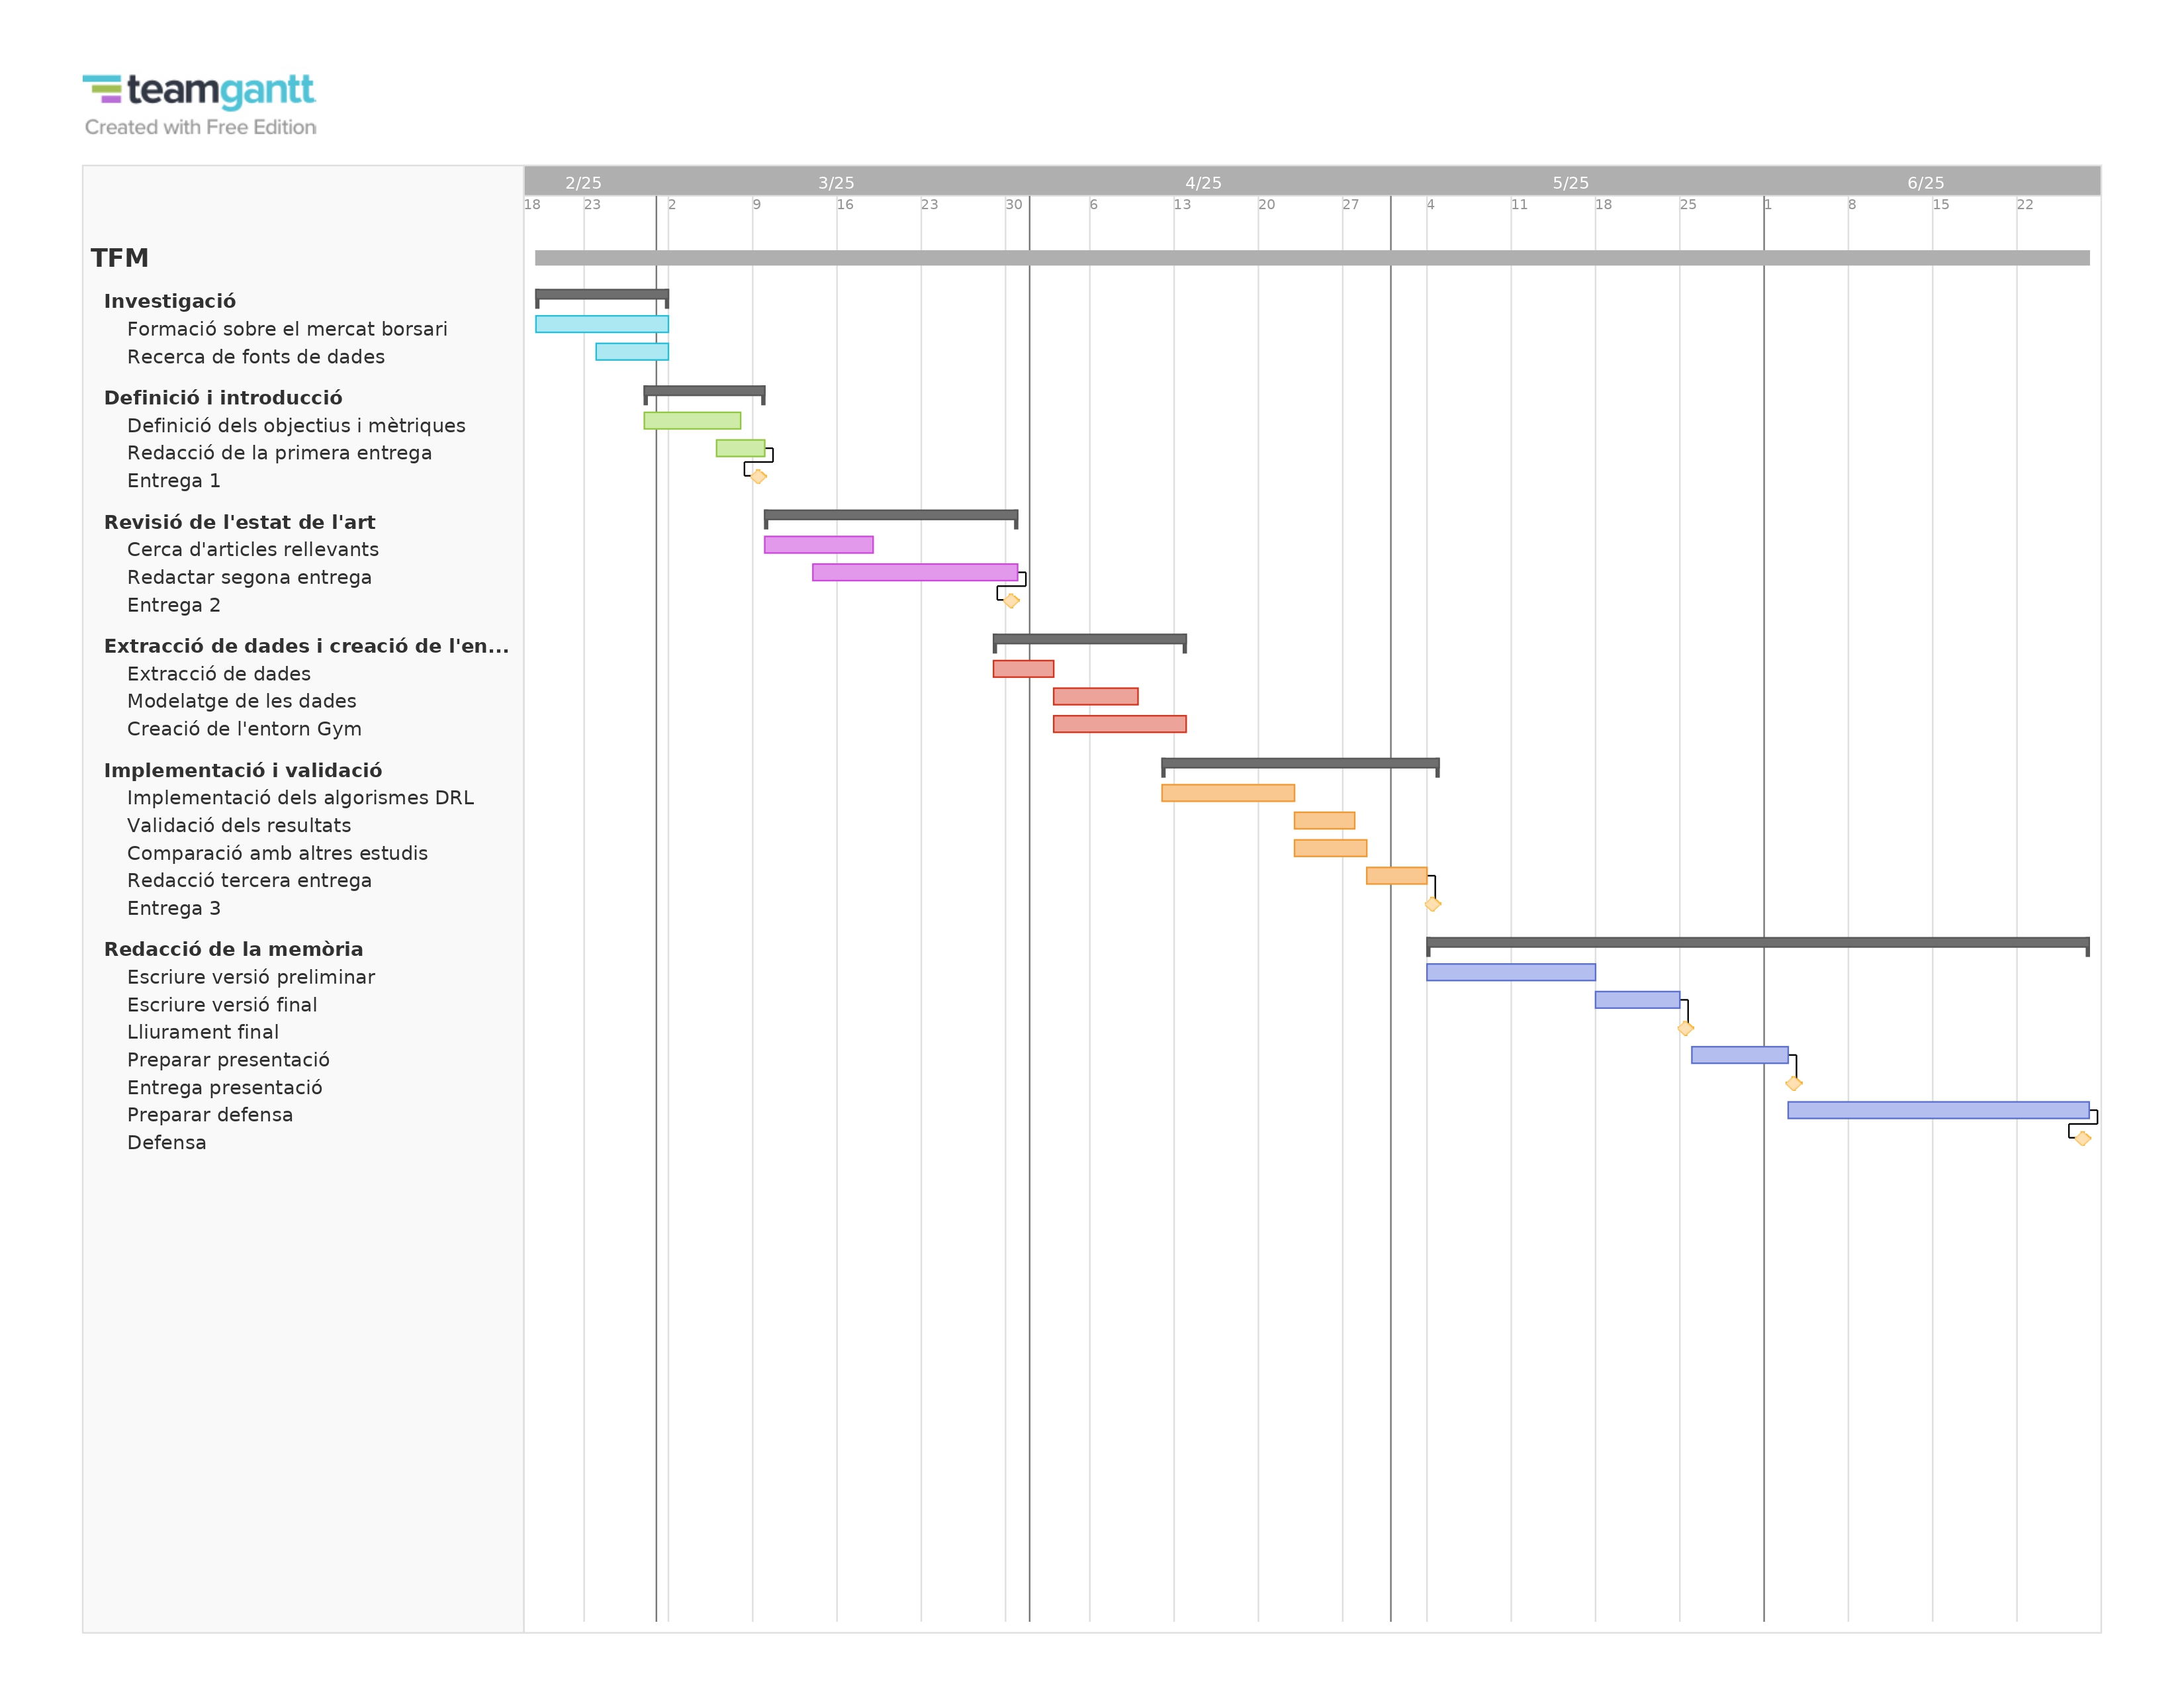 teamgantt
Created with Free Edition
2/25 3/25 4/25 5/25 6/25
18 23 2 9 16 23 30 6 13 20 27 4 11 18 25 1 8 15 22
TFM
Investigació
Formació sobre el mercat borsari
Recerca de fonts de dades
Definició i introducció
Definició dels objectius i mètriques
Redacció de la primera entrega
Entrega 1
Revisió de l'estat de l'art
Cerca d'articles rellevants
Redactar segona entrega
Entrega 2
Extracció de dades i creació de l'en...
Extracció de dades
Modelatge de les dades
Creació de l'entorn Gym
Implementació i validació
Implementació dels algorismes DRL
Validació dels resultats
Comparació amb altres estudis
Redacció tercera entrega
Entrega 3
Redacció de la memòria
Escriure versió preliminar
Escriure versió final
Lliurament final
Preparar presentació
Entrega presentació
Preparar defensa
Defensa